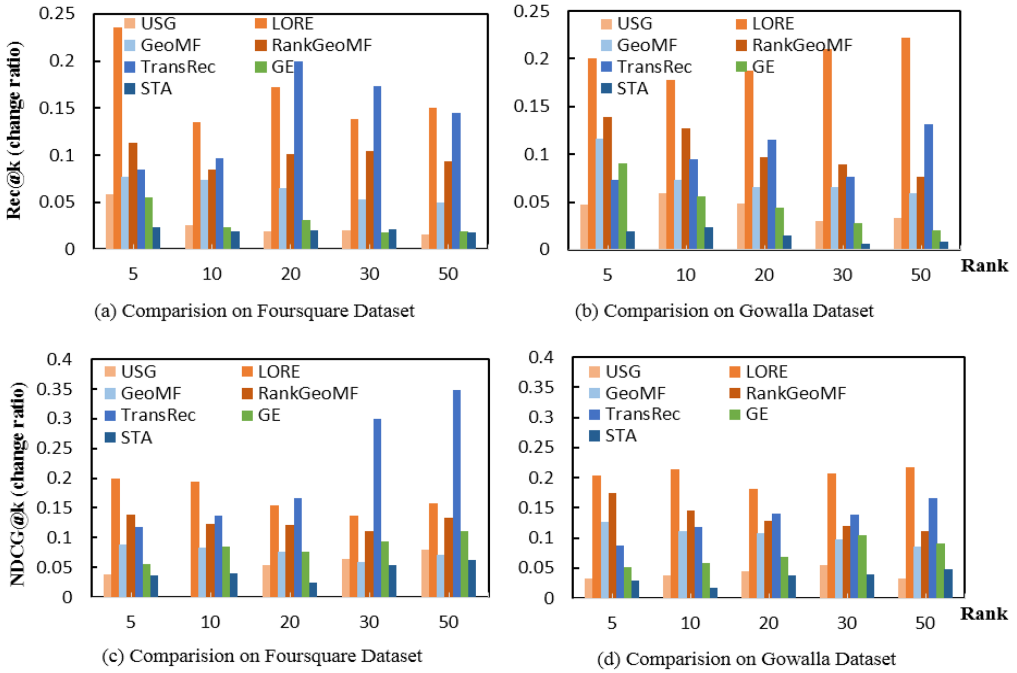 Rec@k (change ratio)
0.25
0.2
0.15
0.1
0.05
0
USG LORE
GeoMF RankGeoMF
TransRec GE
STA
5 10 20 30 50
(a) Comparision on Foursquare Dataset
0.25
0.2
0.15
0.1
0.05
0
USG LORE
GeoMF RankGeoMF
TransRec GE
STA
5 10 20 30 50 Rank
(b) Comparision on Gowalla Dataset
NDCG@k (change ratio)
0.4
0.35
0.3
0.25
0.2
0.15
0.1
0.05
0
USG LORE
GeoMF RankGeoMF
TransRec GE
STA
5 10 20 30 50
(c) Comparision on Foursquare Dataset
0.4
0.35
0.3
0.25
0.2
0.15
0.1
0.05
0
USG LORE
GeoMF RankGeoMF
TransRec GE
STA
5 10 20 30 50 Rank
(d) Comparision on Gowalla Dataset